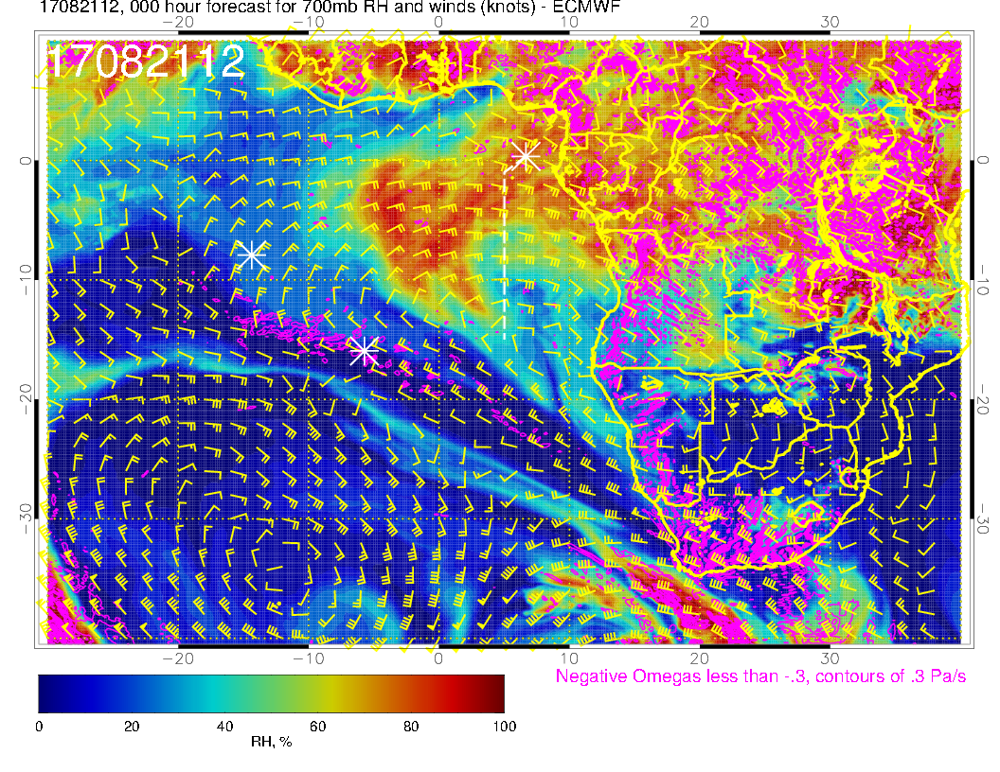 17082112, 000 hour forecast for 700mb RH and winds (knots) - ECMWF
−20 −10 0 10 20 30
17082112
0 0
−10 −10
−20 −20
−30 −30
−20 −10 0 10 20 30
Negative Omegas less than -.3, contours of .3 Pa/s
0 20 40 60 80 100
RH, %